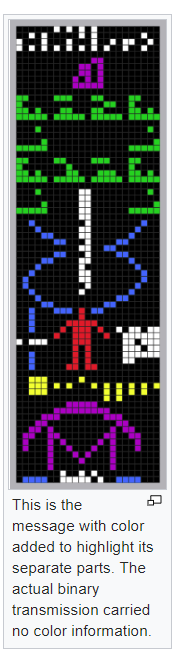 This is the
message with color
added to highlight its
separate parts. The
actual binary
transmission carried
no color information.